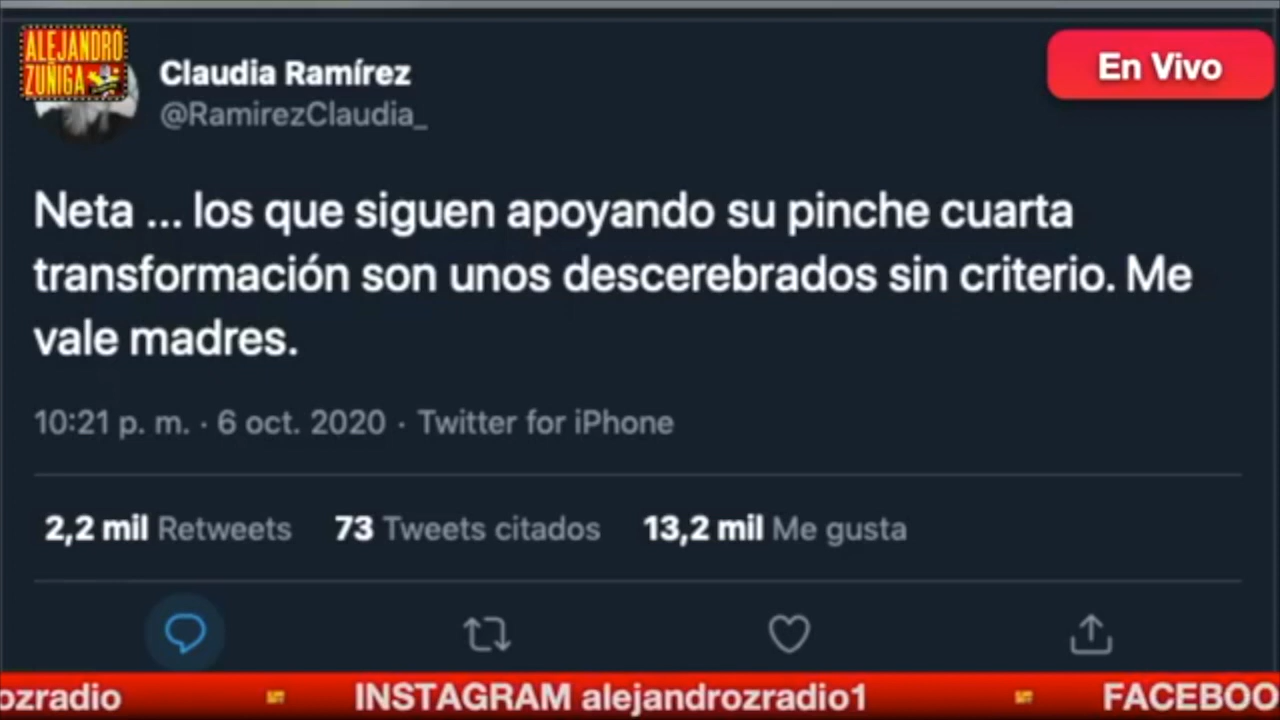 ALEJANDRO
ZUÑIGA
Claudia Ramírez
@RamirezClaudia_
En Vivo
Neta ... los que siguen apoyando su pinche cuarta
transformación son unos descerebrados sin criterio. Me
vale madres.
10:21 p. m. · 6 oct. 2020 · Twitter for iPhone
2,2 mil Retweets 73 Tweets citados 13,2 mil Me gusta
ozradio INSTAGRAM alejandrozradio1 FACEBOO